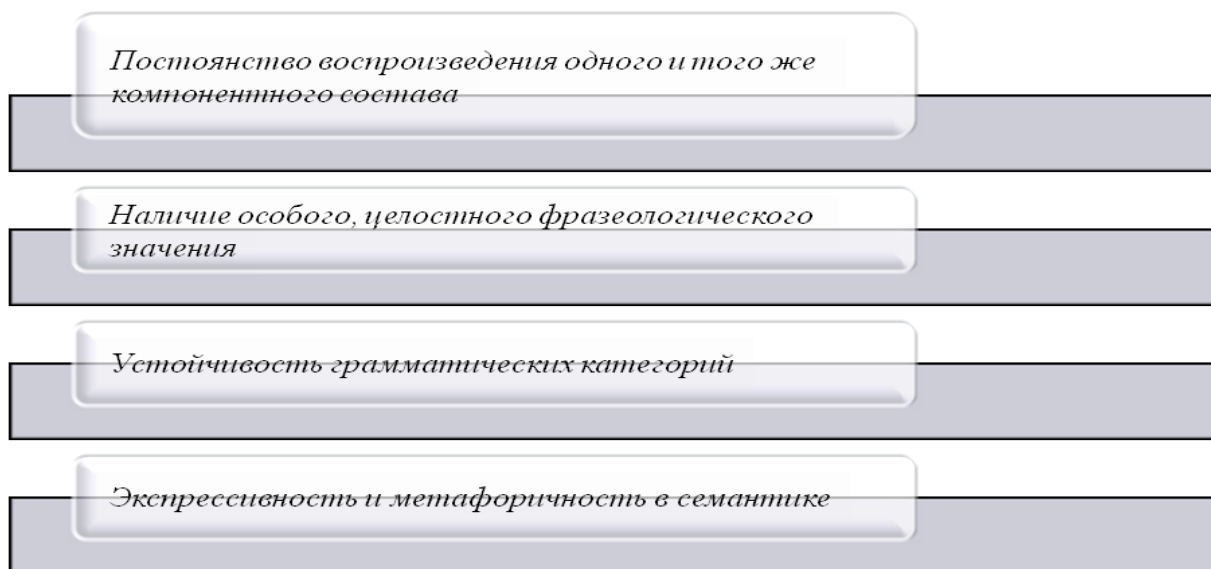 Постоянство воспроизведения одного и того же
компонентного состава
Наличие особого, целостного фразеологического
значения
Устойчивость грамматических категорий
Экспрессивность и метафоричность в семантике